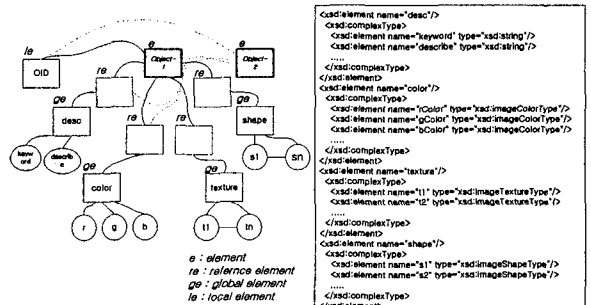 le
OID
e
Object-
1
e
Object-
2
re
re
re
re
ge
desc
ge
shape
keyw
ord
describ
e
s1
sn
ge
color
ge
texture
r
g
b
t1
tn
e : element
re : refernce element
ge : global element
le : local element
<xsd:element name="desc"/>
<xsd:complexType>
<xsd:element name="keyword" type="xsd:string"/>
<xsd:element name="describe" type="xsd:string"/>
.....
</xsd:complexType>
</xsd:element>
<xsd:element name="color"/>
<xsd:complexType>
<xsd:element name="rColor" type="xsd:imageColorType"/>
<xsd:element name="gColor" type="xsd:imageColorType"/>
<xsd:element name="bColor" type="xsd:imageColorType"/>
.....
</xsd:complexType>
</xsd:element>
<xsd:element name="texture"/>
<xsd:complexType>
<xsd:element name="t1" type="xsd:imageTextureType"/>
<xsd:element name="t2" type="xsd:imageTextureType"/>
.....
</xsd:complexType>
</xsd:element>
<xsd:element name="shape"/>
<xsd:complexType>
<xsd:element name="s1" type="xsd:imageShapeType"/>
<xsd:element name="s2" type="xsd:imageShapeType"/>
.....
</xsd:complexType>
</xsd:element>